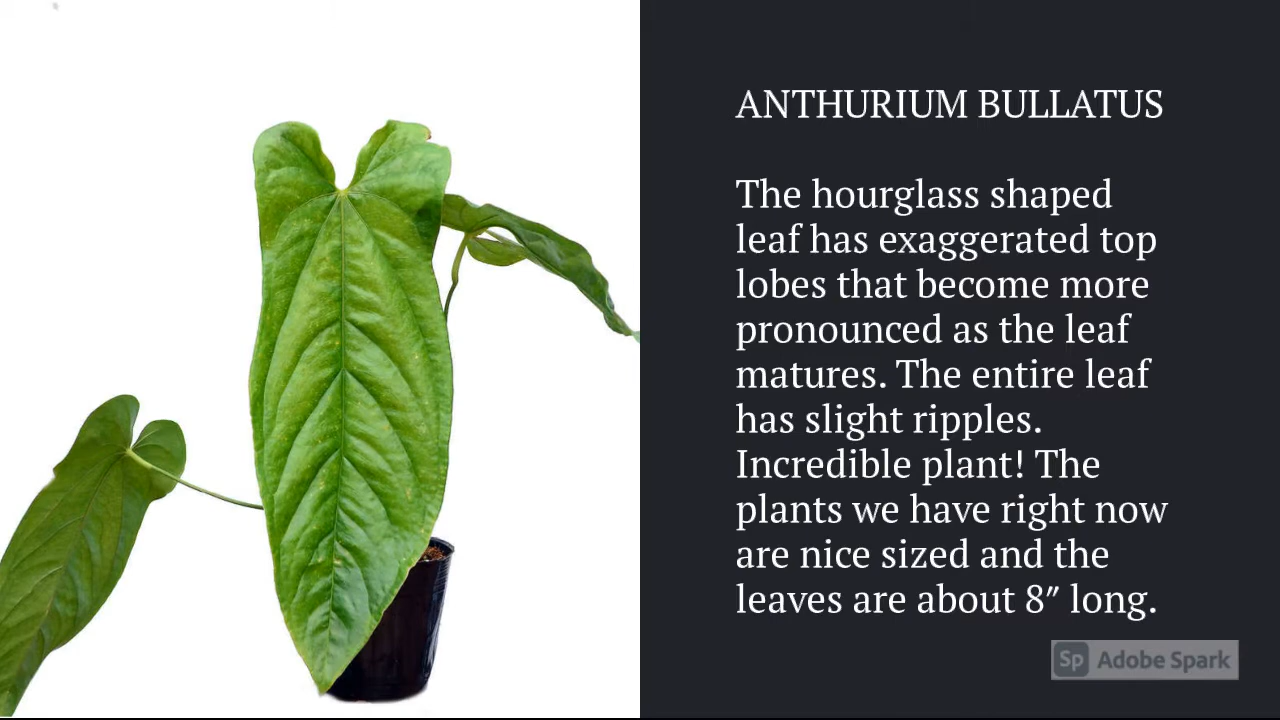 ANTHURIUM BULLATUS
The hourglass shaped
leaf has exaggerated top
lobes that become more
pronounced as the leaf
matures. The entire leaf
has slight ripples.
Incredible plant! The
plants we have right now
are nice sized and the
leaves are about 8″ long.
Sp Adobe Spark